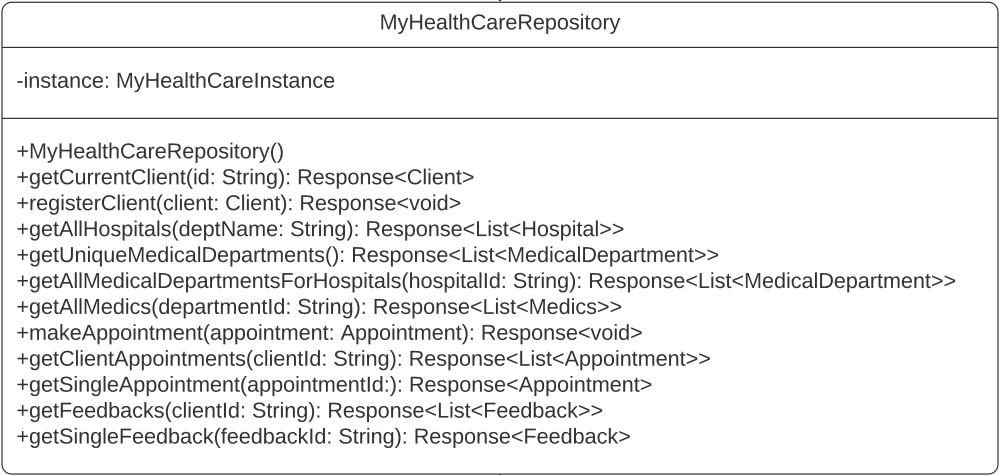 MyHealthCareRepository
-instance: MyHealthCareInstance
+MyHealthCareRepository()
+getCurrentClient(id: String): Response<Client>
+registerClient(client: Client): Response<void>
+getAllHospitals(deptName: String): Response<List<Hospital>>
+getUniqueMedicalDepartments(): Response<List<MedicalDepartment>>
+getAllMedicalDepartmentsForHospitals(hospitalId: String): Response<List<MedicalDepartment>>
+getAllMedics(departmentId: String): Response<List<Medics>>
+makeAppointment(appointment: Appointment): Response<void>
+getClientAppointments(clientId: String): Response<List<Appointment>>
+getSingleAppointment(appointmentId:): Response<Appointment>
+getFeedbacks(clientId: String): Response<List<Feedback>>
+getSingleFeedback(feedbackId: String): Response<Feedback>